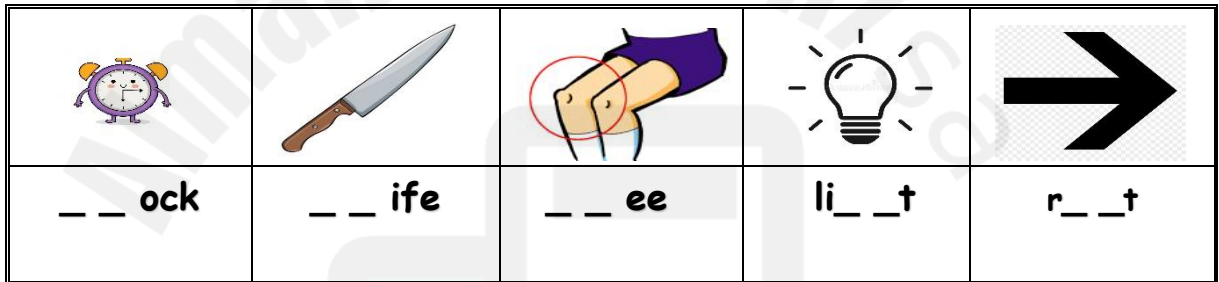 _ _ ock
_ _ ife
_ _ ee
li_ _t
r_ _t